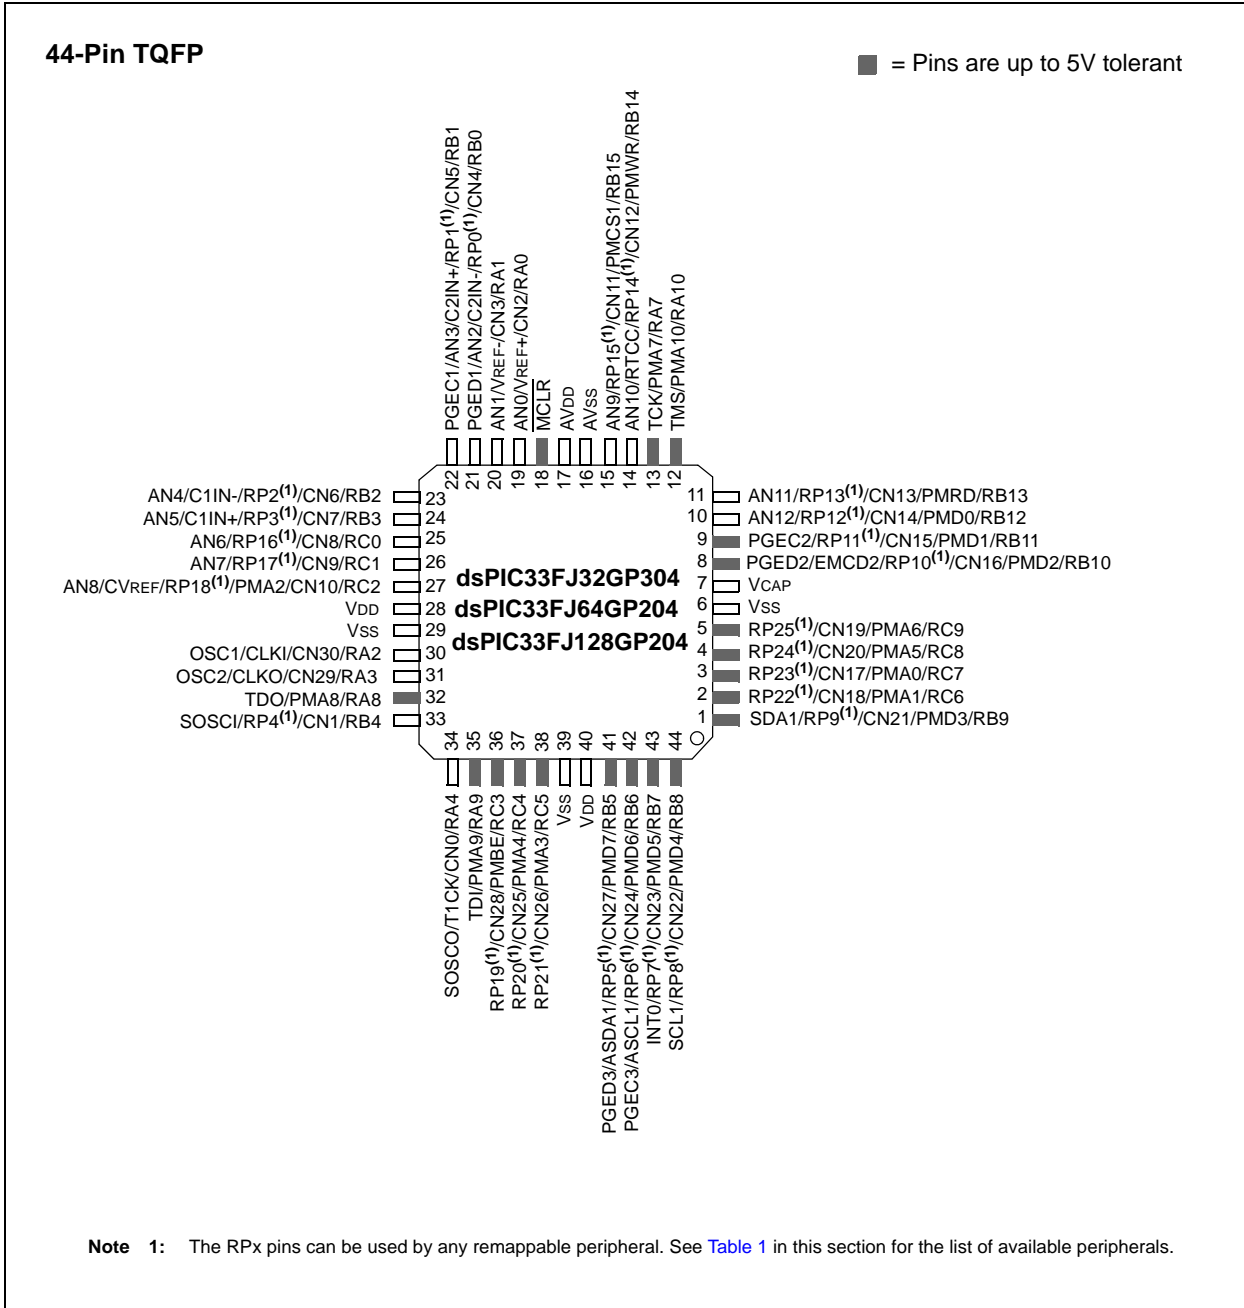 44-Pin TQFP
= Pins are up to 5V tolerant
PGEC1/AN3/C2IN+/RP1(1)/CN5/RB1
PGED1/AN2/C2IN-/RP0(1)/CN4/RB0
AN1/VREF-/CN3/RA1
AN0/VREF+/CN2/RA0
MCLR
AVDD
AVSS
AN9/RP15(1)/CN11/PMCS1/RB15
AN10/RTCC/RP14(1)/CN12/PMWR/RB14
TCK/PMA7/RA7
TMS/PMA10/RA10
22 21 20 19 18 17 16 15 14 13 12
AN4/C1IN-/RP2(1)/CN6/RB2 23
AN5/C1IN+/RP3(1)/CN7/RB3 24
AN6/RP16(1)/CN8/RC0 25
AN7/RP17(1)/CN9/RC1 26
AN8/CVREF/RP18(1)/PMA2/CN10/RC2 27
VDD 28
VSS 29
OSC1/CLKI/CN30/RA2 30
OSC2/CLKO/CN29/RA3 31
TDO/PMA8/RA8 32
SOSCI/RP4(1)/CN1/RB4 33
dsPIC33FJ32GP304
dsPIC33FJ64GP204
dsPIC33FJ128GP204
11 AN11/RP13(1)/CN13/PMRD/RB13
10 AN12/RP12(1)/CN14/PMD0/RB12
9 PGEC2/RP11(1)/CN15/PMD1/RB11
8 PGED2/EMCD2/RP10(1)/CN16/PMD2/RB10
7 VCAP
6 VSS
5 RP25(1)/CN19/PMA6/RC9
4 RP24(1)/CN20/PMA5/RC8
3 RP23(1)/CN17/PMA0/RC7
2 RP22(1)/CN18/PMA1/RC6
1 SDA1/RP9(1)/CN21/PMD3/RB9
34 35 36 37 38 39 40 41 42 43 44
SOSCO/T1CK/CN0/RA4
TDI/PMA9/RA9
RP19(1)/CN28/PMBE/RC3
RP20(1)/CN25/PMA4/RC4
RP21(1)/CN26/PMA3/RC5
VSS
VDD
PGED3/ASDA1/RP5(1)/CN27/PMD7/RB5
PGEC3/ASCL1/RP6(1)/CN24/PMD6/RB6
INT0/RP7(1)/CN23/PMD5/RB7
SCL1/RP8(1)/CN22/PMD4/RB8
Note 1: The RPx pins can be used by any remappable peripheral. See Table 1 in this section for the list of available peripherals.